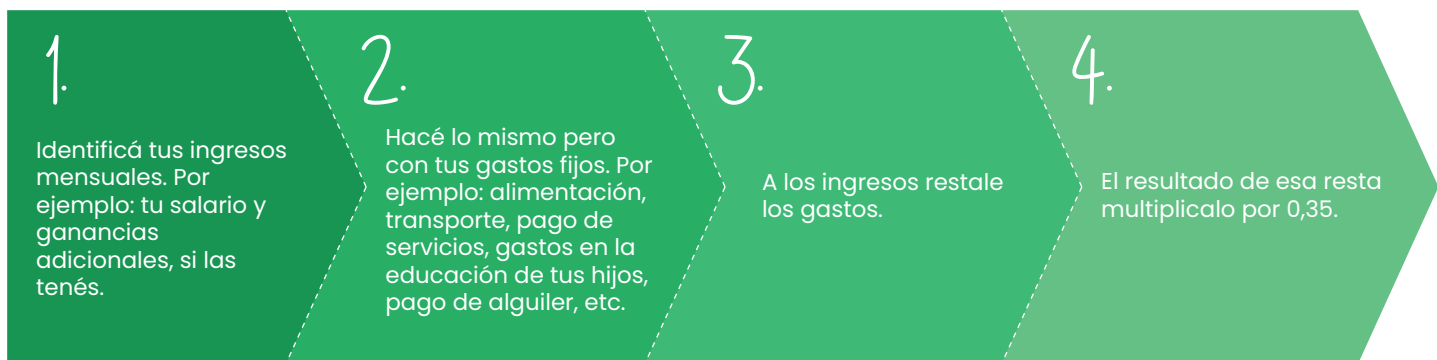 1.
Identificá tus ingresos
mensuales. Por
ejemplo: tu salario y
ganancias
adicionales, si las
tenés.
2.
Hacé lo mismo pero
con tus gastos fijos. Por
ejemplo: alimentación,
transporte, pago de
servicios, gastos en la
educación de tus hijos,
pago de alguiler, etc.
3.
A los ingresos restale
los gastos.
4.
El resultado de esa resta
multiplicalo por 0,35.